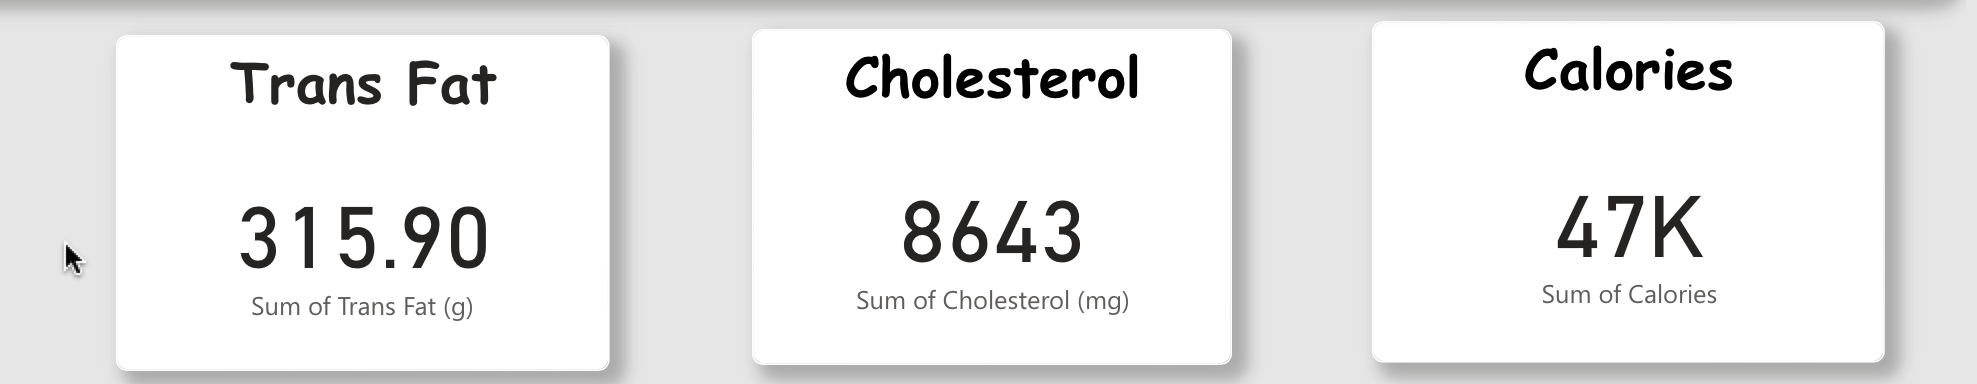 Trans Fat
315.90
Sum of Trans Fat (g)
Cholesterol
8643
Sum of Cholesterol (mg)
Calories
47K
Sum of Calories